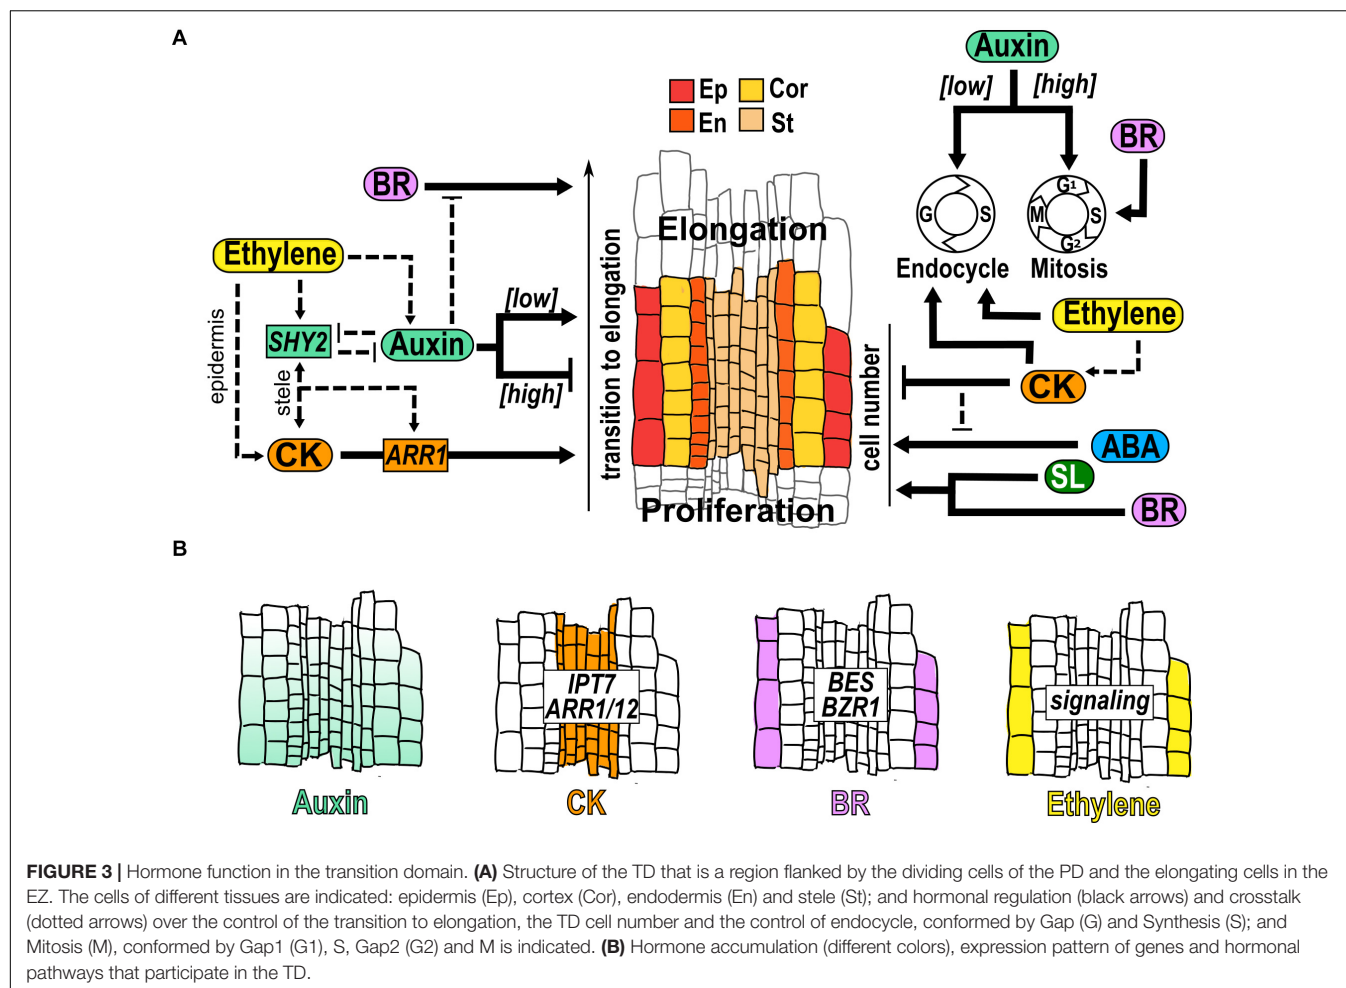 A
Auxin
[low]
[high]
Ep
Cor
En
St
BR
BR
G
S
G1
M
S
G2
Elongation
Ethylene
Endocycle
Mitosis
[low]
epidermis
SHY2
Auxin
transition to elongation
Ethylene
cell number
stele
[high]
CK
CK
ARR1
ABA
SL
Proliferation
BR
B
IPT7
ARR1/12
BES
BZR1
signaling
Auxin
CK
BR
Ethylene
FIGURE 3 | Hormone function in the transition domain. (A) Structure of the TD that is a region flanked by the dividing cells of the PD and the elongating cells in the
EZ. The cells of different tissues are indicated: epidermis (Ep), cortex (Cor), endodermis (En) and stele (St); and hormonal regulation (black arrows) and crosstalk
(dotted arrows) over the control of the transition to elongation, the TD cell number and the control of endocycle, conformed by Gap (G) and Synthesis (S); and
Mitosis (M), conformed by Gap1 (G1), S, Gap2 (G2) and M is indicated. (B) Hormone accumulation (different colors), expression pattern of genes and hormonal
pathways that participate in the TD.